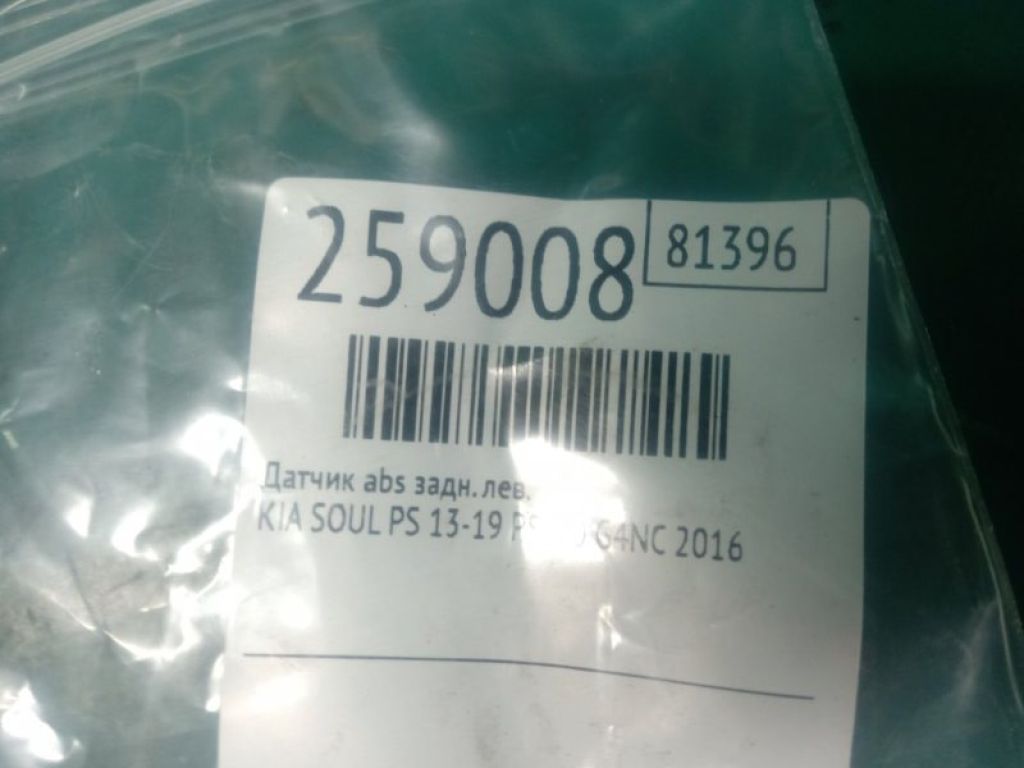 259008
81396
Датчик abs задн. лев.
KIA SOUL PS 13-19 G4NC 2016